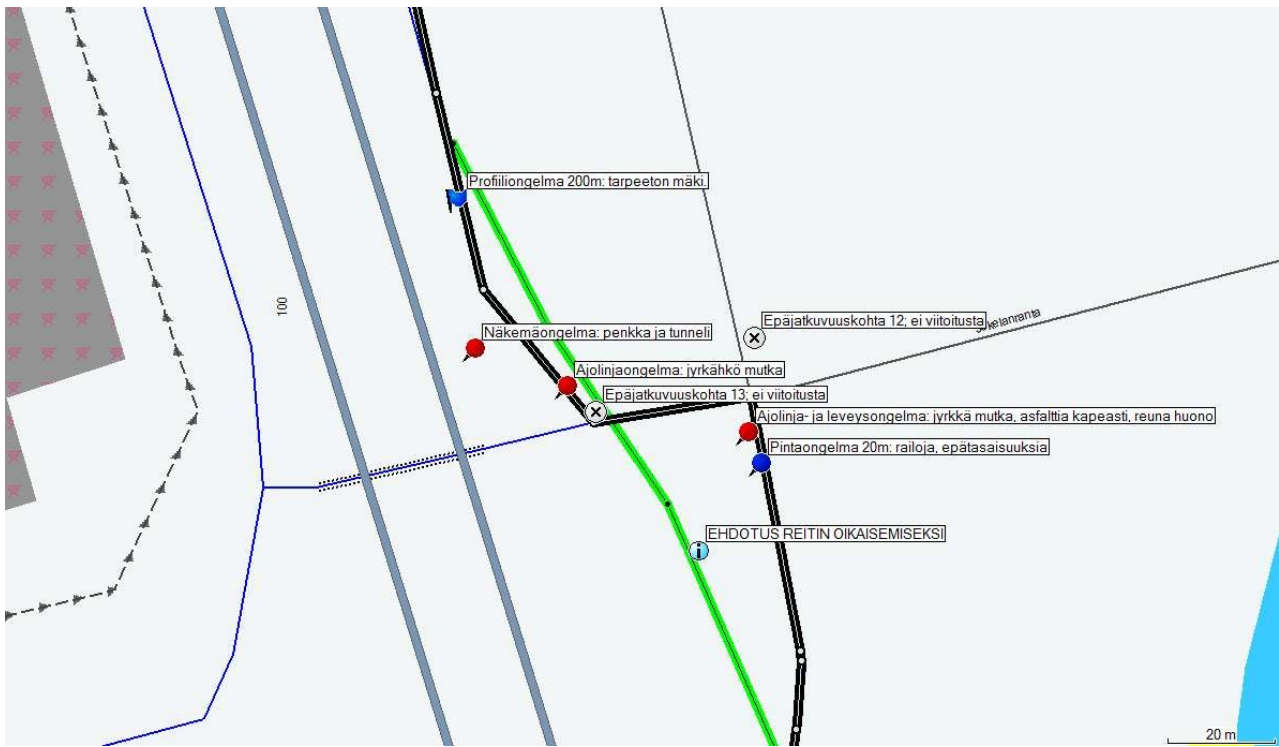 Profiiliongelma 200m: tarpeeton mäki.
100
Näkemäongelma: penkka ja tunneli
Epäjatkuvuuskohta 12; ei viitoitusta
Ajolinjaongelma: jyrkähkö mutka
Epäjatkuvuuskohta 13; ei viitoitusta
Ajolinja- ja leveysongelma: jyrkkä mutka, asfalttia kapeasti, reuna huono
Pintaongelma 20m: railoja, epätasaisuuksia
EHDOTUS REITIN OIKAISEMISEKSI
20 m